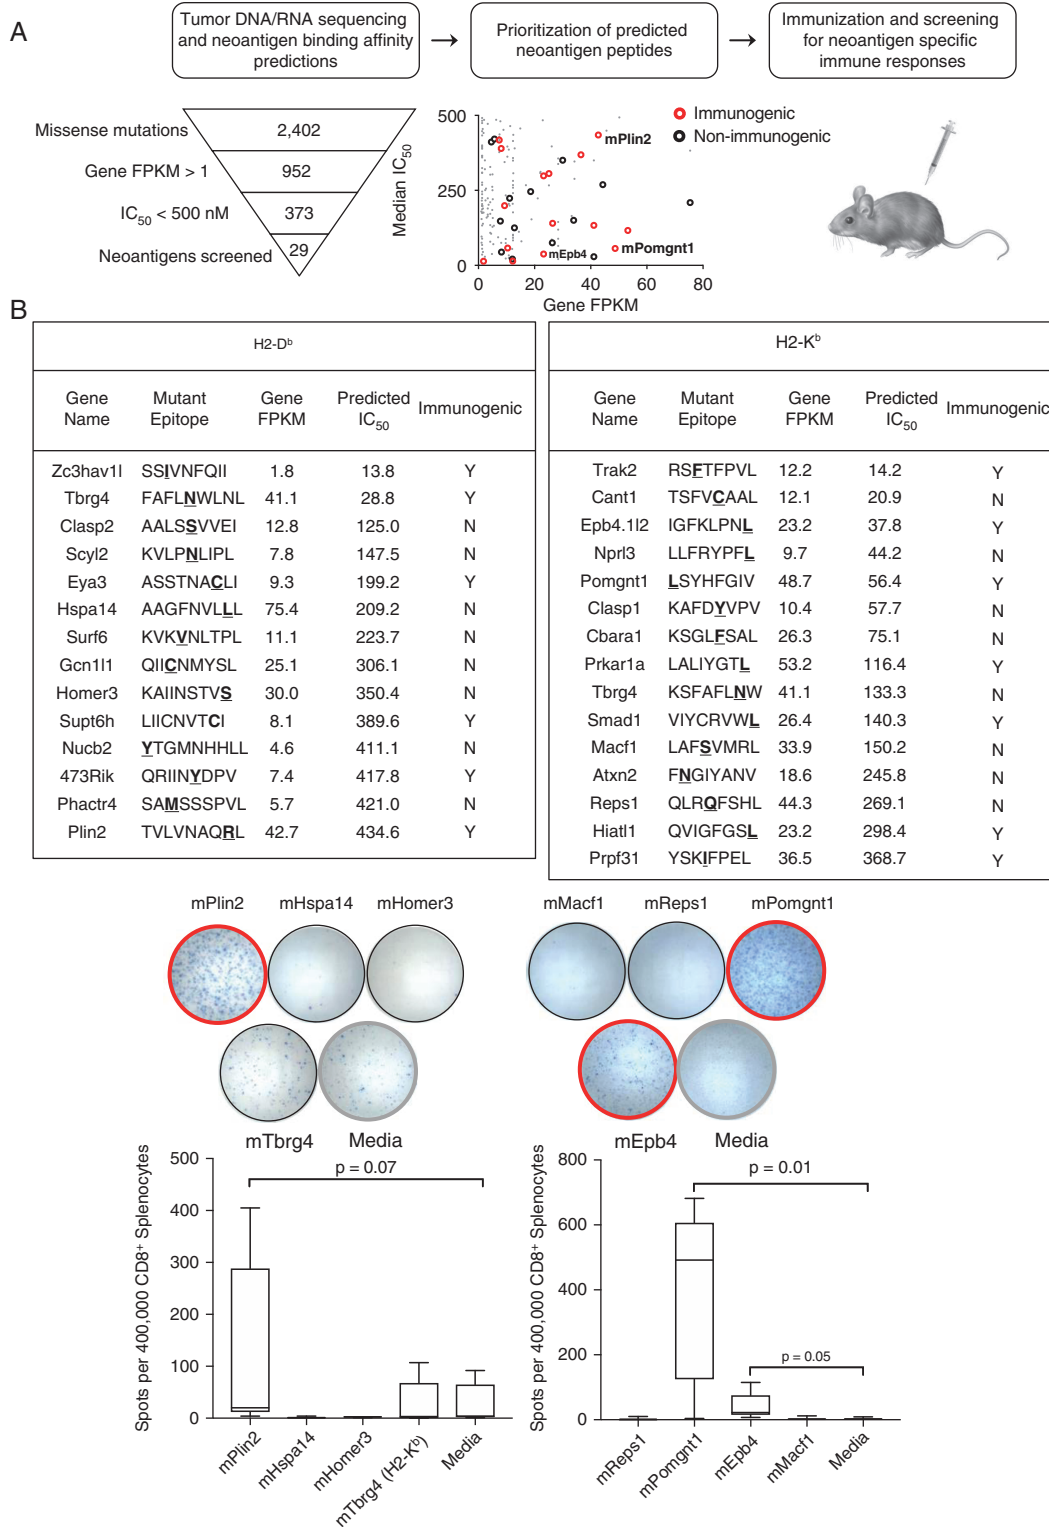 A
Tumor DNA/RNA sequencing
and neoantigen binding affinity
predictions
Prioritization of predicted
neoantigen peptides
Immunization and screening
for neoantigen specific
immune responses
Missense mutations 2,402
Gene FPKM > 1 952
IC50 < 500 nM 373
Neoantigens screened 29
Median IC50
500
250
0
0 20 40 60 80
Gene FPKM
mPlin2
mEpb4
mPomgnt1
Immunogenic
Non-immunogenic
B
H2-Dᵇ
Gene Name Mutant Epitope Gene FPKM Predicted IC50 Immunogenic
Zc3hav1l SSIVNFQII 1.8 13.8 Y
Tbrg4 FAFLNWLNL 41.1 28.8 Y
Clasp2 AALSSVVEI 12.8 125.0 N
Scyl2 KVLPNLIPL 7.8 147.5 N
Eya3 ASSTNACLI 9.3 199.2 Y
Hspa14 AAGFNVLLL 75.4 209.2 N
Surf6 KVKVNLTPL 11.1 223.7 N
Gcn1l1 QIICNMYSL 25.1 306.1 N
Homer3 KAIINSTVS 30.0 350.4 N
Supt6h LIICNVTCI 8.1 389.6 Y
Nucb2 YTGMNHHLL 4.6 411.1 N
473Rik QRIINYDPV 7.4 417.8 Y
Phactr4 SAMSSSPVL 5.7 421.0 N
Plin2 TVLVNAQRL 42.7 434.6 Y
H2-Kᵇ
Gene Name Mutant Epitope Gene FPKM Predicted IC50 Immunogenic
Trak2 RSFTFPVL 12.2 14.2 Y
Cant1 TSFVCAAL 12.1 20.9 N
Epb4.1l2 IGFKLPNL 23.2 37.8 Y
Nprl3 LLFRYPFL 9.7 44.2 N
Pomgnt1 LSYHFGIV 48.7 56.4 Y
Clasp1 KAFDYVPV 10.4 57.7 N
Cbara1 KSGLFSAL 26.3 75.1 N
Prkar1a LALIYGTL 53.2 116.4 Y
Tbrg4 KSFAFLNW 41.1 133.3 N
Smad1 VIYCRVWL 26.4 140.3 Y
Macf1 LAFSVMRL 33.9 150.2 N
Atxn2 FNGIYANV 18.6 245.8 N
Reps1 QLRQFSHL 44.3 269.1 N
Hiatl1 QVIGFGSL 23.2 298.4 Y
Prpf31 YSKIFPEL 36.5 368.7 Y
mPlin2 mHspa14 mHomer3
mTbrg4 Media
mMacf1 mReps1 mPomgnt1
mEpb4 Media
Spots per 400,000 CD8⁺ Splenocytes
500
400
300
200
100
0
p = 0.07
mPlin2
mHspa14
mHomer3
mTbrg4 (H2-Kᵇ)
Media
Spots per 400,000 CD8⁺ Splenocytes
800
600
400
200
0
p = 0.01
p = 0.05
mReps1
mPomgnt1
mEpb4
mMacf1
Media